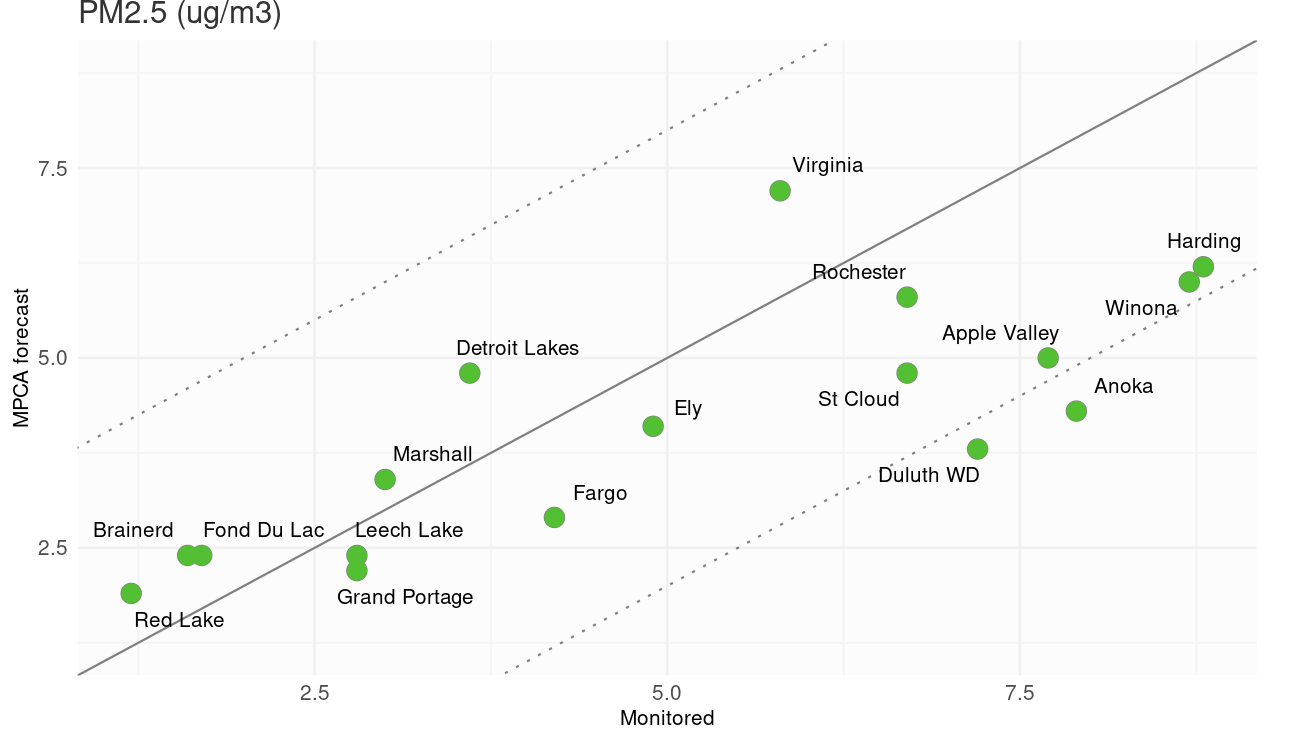 PM2.5 (ug/m3)
Virginia
7.5
Harding
Rochester
Winona
Apple Valley
Detroit Lakes
5.0
Anoka
St Cloud
Ely
MPCA forecast
Marshall
Duluth WD
Fargo
Brainerd
Fond Du Lac
Leech Lake
2.5
Grand Portage
Red Lake
2.5
5.0
7.5
Monitored